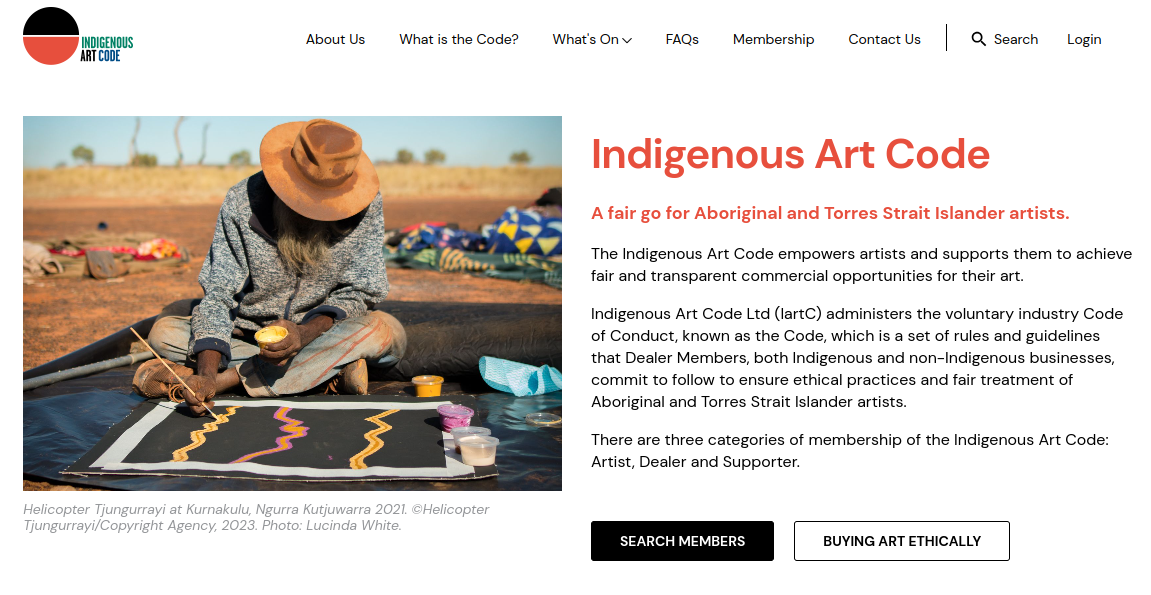 INDIGENOUS
ART CODE
About Us
What is the Code?
What's On
FAQs
Membership
Contact Us
Search
Login
Indigenous Art Code
A fair go for Aboriginal and Torres Strait Islander artists.
The Indigenous Art Code empowers artists and supports them to achieve
fair and transparent commercial opportunities for their art.
Indigenous Art Code Ltd (IartC) administers the voluntary industry Code
of Conduct, known as the Code, which is a set of rules and guidelines
that Dealer Members, both Indigenous and non-Indigenous businesses,
commit to follow to ensure ethical practices and fair treatment of
Aboriginal and Torres Strait Islander artists.
There are three categories of membership of the Indigenous Art Code:
Artist, Dealer and Supporter.
Helicopter Tjungurrayi at Kurnakulu, Ngurra Kutjuwarra 2021. ©Helicopter
Tjungurrayi/Copyright Agency, 2023. Photo: Lucinda White.
SEARCH MEMBERS
BUYING ART ETHICALLY